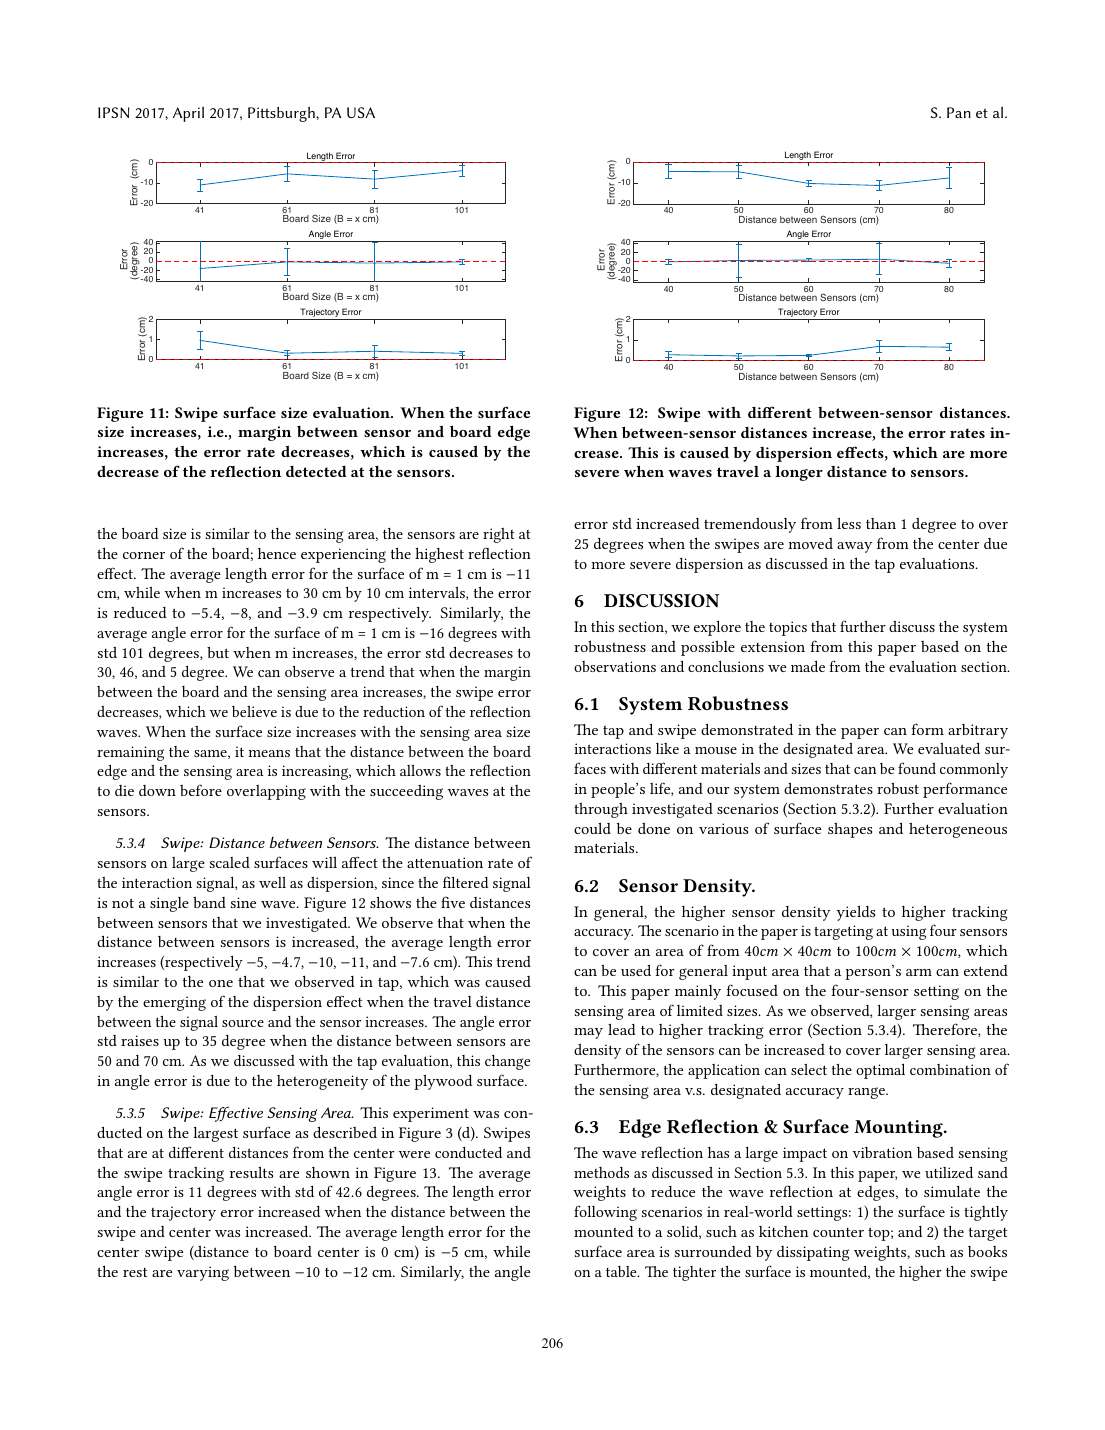 IPSN 2017, April 2017, Pittsburgh, PA USA
S. Pan et al.
Length Error
Error (cm)
0
-10
-20
41 61 81 101
Board Size (B = x cm)
Angle Error
Error
(degree)
40
20
0
-20
-40
41 61 81 101
Board Size (B = x cm)
Trajectory Error
Error (cm)
2
1
0
41 61 81 101
Board Size (B = x cm)
Figure 11: Swipe surface size evaluation. When the surface
size increases, i.e., margin between sensor and board edge
increases, the error rate decreases, which is caused by the
decrease of the reflection detected at the sensors.
Length Error
Error (cm)
0
-10
-20
40 50 60 70 80
Distance between Sensors (cm)
Angle Error
Error
(degree)
40
20
0
-20
-40
40 50 60 70 80
Distance between Sensors (cm)
Trajectory Error
Error (cm)
2
1
0
40 50 60 70 80
Distance between Sensors (cm)
Figure 12: Swipe with different between-sensor distances.
When between-sensor distances increase, the error rates in-
crease. This is caused by dispersion effects, which are more
severe when waves travel a longer distance to sensors.
the board size is similar to the sensing area, the sensors are right at
the corner of the board; hence experiencing the highest reflection
effect. The average length error for the surface of m = 1 cm is −11
cm, while when m increases to 30 cm by 10 cm intervals, the error
is reduced to −5.4, −8, and −3.9 cm respectively. Similarly, the
average angle error for the surface of m = 1 cm is −16 degrees with
std 101 degrees, but when m increases, the error std decreases to
30, 46, and 5 degree. We can observe a trend that when the margin
between the board and the sensing area increases, the swipe error
decreases, which we believe is due to the reduction of the reflection
waves. When the surface size increases with the sensing area size
remaining the same, it means that the distance between the board
edge and the sensing area is increasing, which allows the reflection
to die down before overlapping with the succeeding waves at the
sensors.
5.3.4 Swipe: Distance between Sensors. The distance between
sensors on large scaled surfaces will affect the attenuation rate of
the interaction signal, as well as dispersion, since the filtered signal
is not a single band sine wave. Figure 12 shows the five distances
between sensors that we investigated. We observe that when the
distance between sensors is increased, the average length error
increases (respectively −5, −4.7, −10, −11, and −7.6 cm). This trend
is similar to the one that we observed in tap, which was caused
by the emerging of the dispersion effect when the travel distance
between the signal source and the sensor increases. The angle error
std raises up to 35 degree when the distance between sensors are
50 and 70 cm. As we discussed with the tap evaluation, this change
in angle error is due to the heterogeneity of the plywood surface.
5.3.5 Swipe: Effective Sensing Area. This experiment was con-
ducted on the largest surface as described in Figure 3 (d). Swipes
that are at different distances from the center were conducted and
the swipe tracking results are shown in Figure 13. The average
angle error is 11 degrees with std of 42.6 degrees. The length error
and the trajectory error increased when the distance between the
swipe and center was increased. The average length error for the
center swipe (distance to board center is 0 cm) is −5 cm, while
the rest are varying between −10 to −12 cm. Similarly, the angle
error std increased tremendously from less than 1 degree to over
25 degrees when the swipes are moved away from the center due
to more severe dispersion as discussed in the tap evaluations.
6 DISCUSSION
In this section, we explore the topics that further discuss the system
robustness and possible extension from this paper based on the
observations and conclusions we made from the evaluation section.
6.1 System Robustness
The tap and swipe demonstrated in the paper can form arbitrary
interactions like a mouse in the designated area. We evaluated sur-
faces with different materials and sizes that can be found commonly
in people's life, and our system demonstrates robust performance
through investigated scenarios (Section 5.3.2). Further evaluation
could be done on various of surface shapes and heterogeneous
materials.
6.2 Sensor Density.
In general, the higher sensor density yields to higher tracking
accuracy. The scenario in the paper is targeting at using four sensors
to cover an area of from 40cm × 40cm to 100cm × 100cm, which
can be used for general input area that a person's arm can extend
to. This paper mainly focused on the four-sensor setting on the
sensing area of limited sizes. As we observed, larger sensing areas
may lead to higher tracking error (Section 5.3.4). Therefore, the
density of the sensors can be increased to cover larger sensing area.
Furthermore, the application can select the optimal combination of
the sensing area v.s. designated accuracy range.
6.3 Edge Reflection & Surface Mounting.
The wave reflection has a large impact on vibration based sensing
methods as discussed in Section 5.3. In this paper, we utilized sand
weights to reduce the wave reflection at edges, to simulate the
following scenarios in real-world settings: 1) the surface is tightly
mounted to a solid, such as kitchen counter top; and 2) the target
surface area is surrounded by dissipating weights, such as books
on a table. The tighter the surface is mounted, the higher the swipe
206